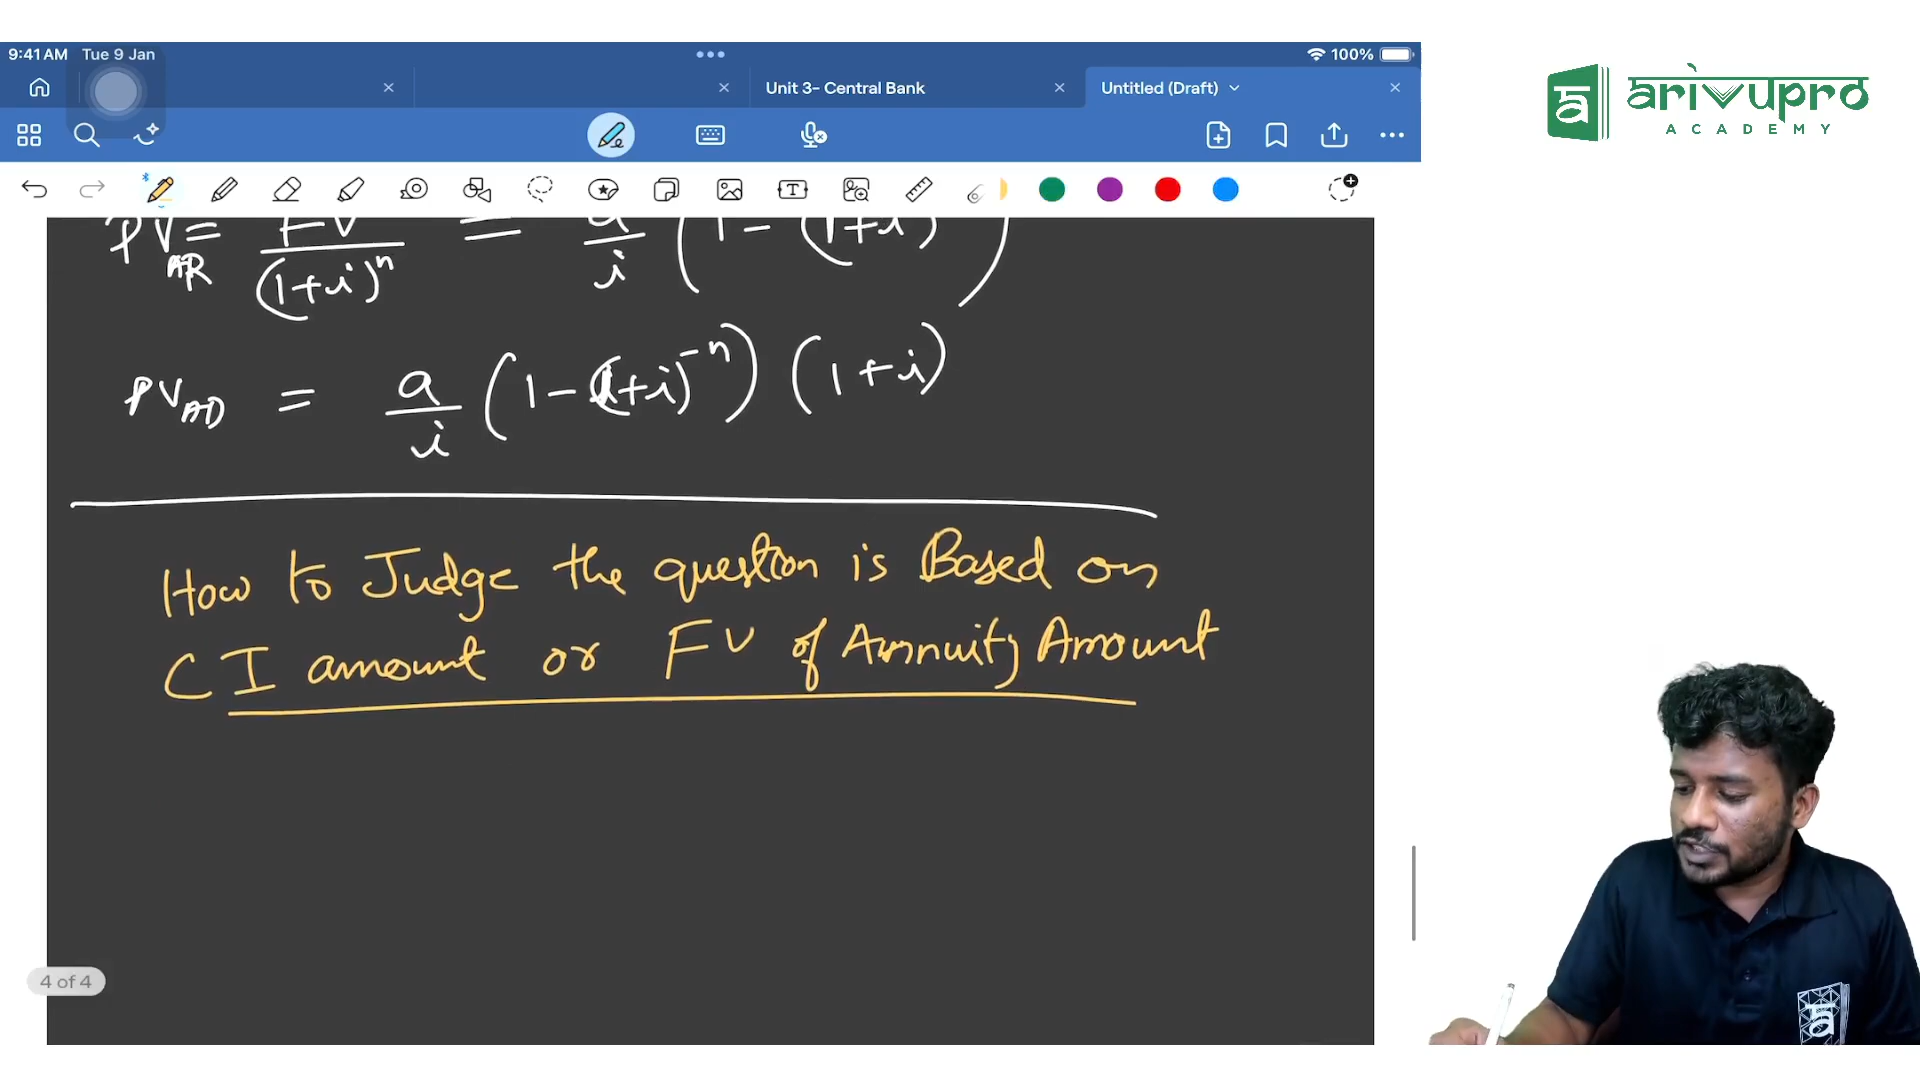 9:41 AM Tue 9 Jan
100%
Unit 3- Central Bank
Untitled (Draft)
arivupro
ACADEMY
PV_AR = FV/(1+i)^n = a/i (1 - (1+i)
PV_AD = a/i (1-(1+i)^-n) (1+i)
How to Judge the question is Based on
CI amount or FV of Annuity Amount
4 of 4